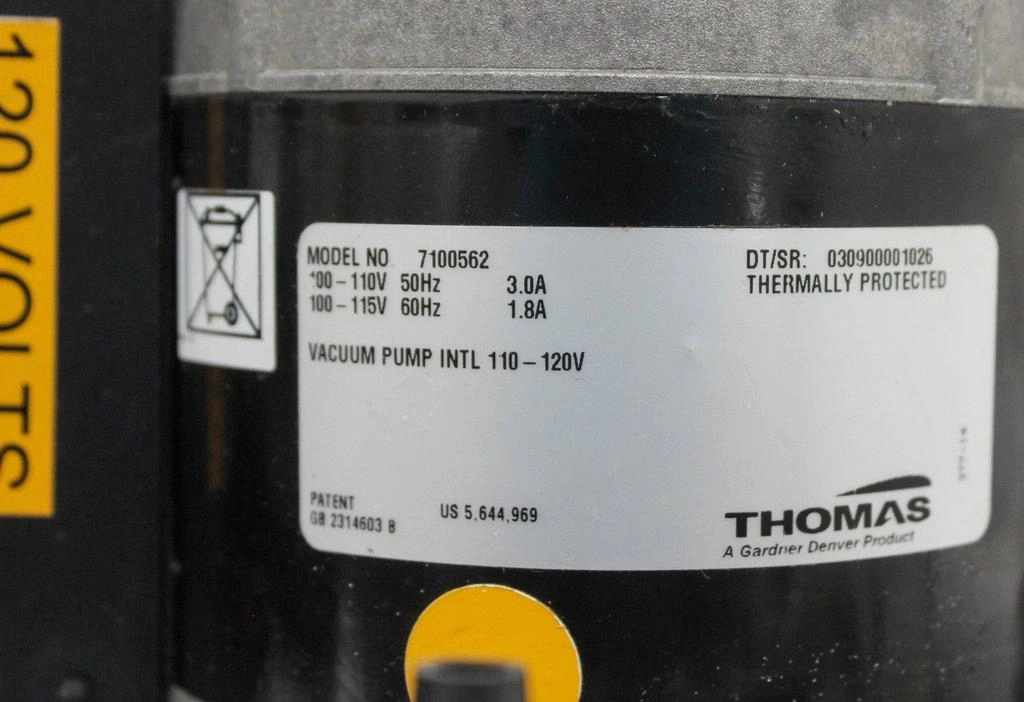 120 VOLTS
MODEL NO 7100562
100 – 110V 50Hz 3.0A
100 – 115V 60Hz 1.8A
VACUUM PUMP INTL 110 – 120V
DT/SR: 030900001026
THERMALLY PROTECTED
PATENT
GB 2314603 B
US 5,644,969
THOMAS
A Gardner Denver Product